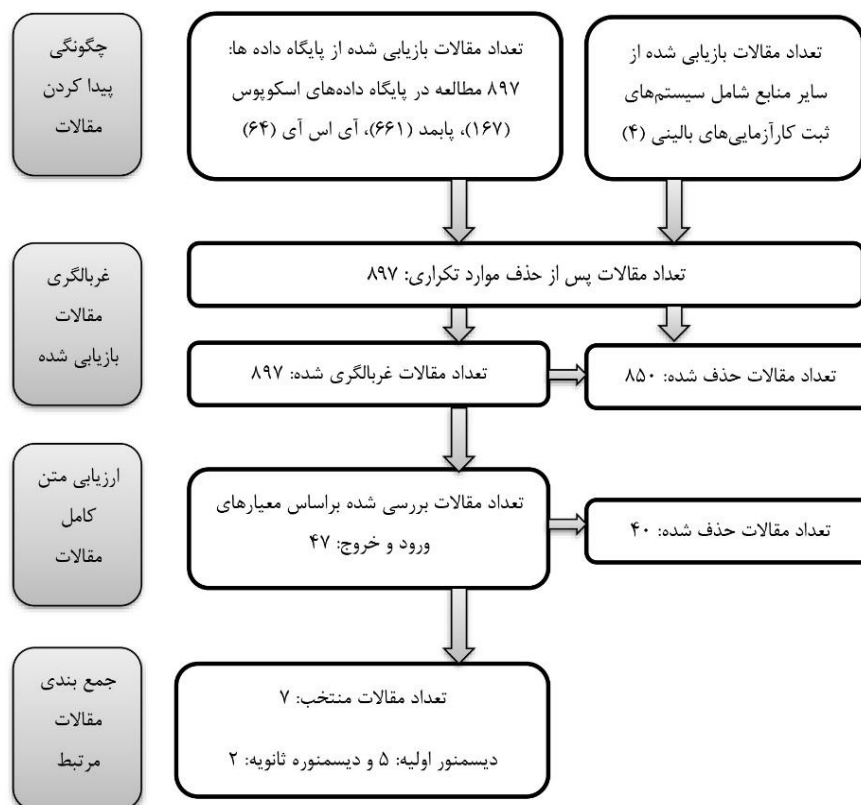 چگونگی
پیدا کردن
مقالات
تعداد مقالات بازیابی شده از پایگاه داده ها:
۸۹۷ مطالعه در پایگاه داده‌های اسکوپوس
(۱۶۷)، پابمد (۶۶۱)، آی اس آی (۶۴)
تعداد مقالات بازیابی شده از
سایر منابع شامل سیستم‌های
ثبت کارآزمایی‌های بالینی (۴)
غربالگری
مقالات
بازیابی شده
تعداد مقالات پس از حذف موارد تکراری: ۸۹۷
تعداد مقالات غربالگری شده: ۸۹۷
تعداد مقالات حذف شده: ۸۵۰
ارزیابی متن
کامل
مقالات
تعداد مقالات بررسی شده براساس معیارهای
ورود و خروج: ۴۷
تعداد مقالات حذف شده: ۴۰
جمع بندی
مقالات
مرتبط
تعداد مقالات منتخب: ۷
دیسمنور اولیه: ۵ و دیسمنوره ثانویه: ۲